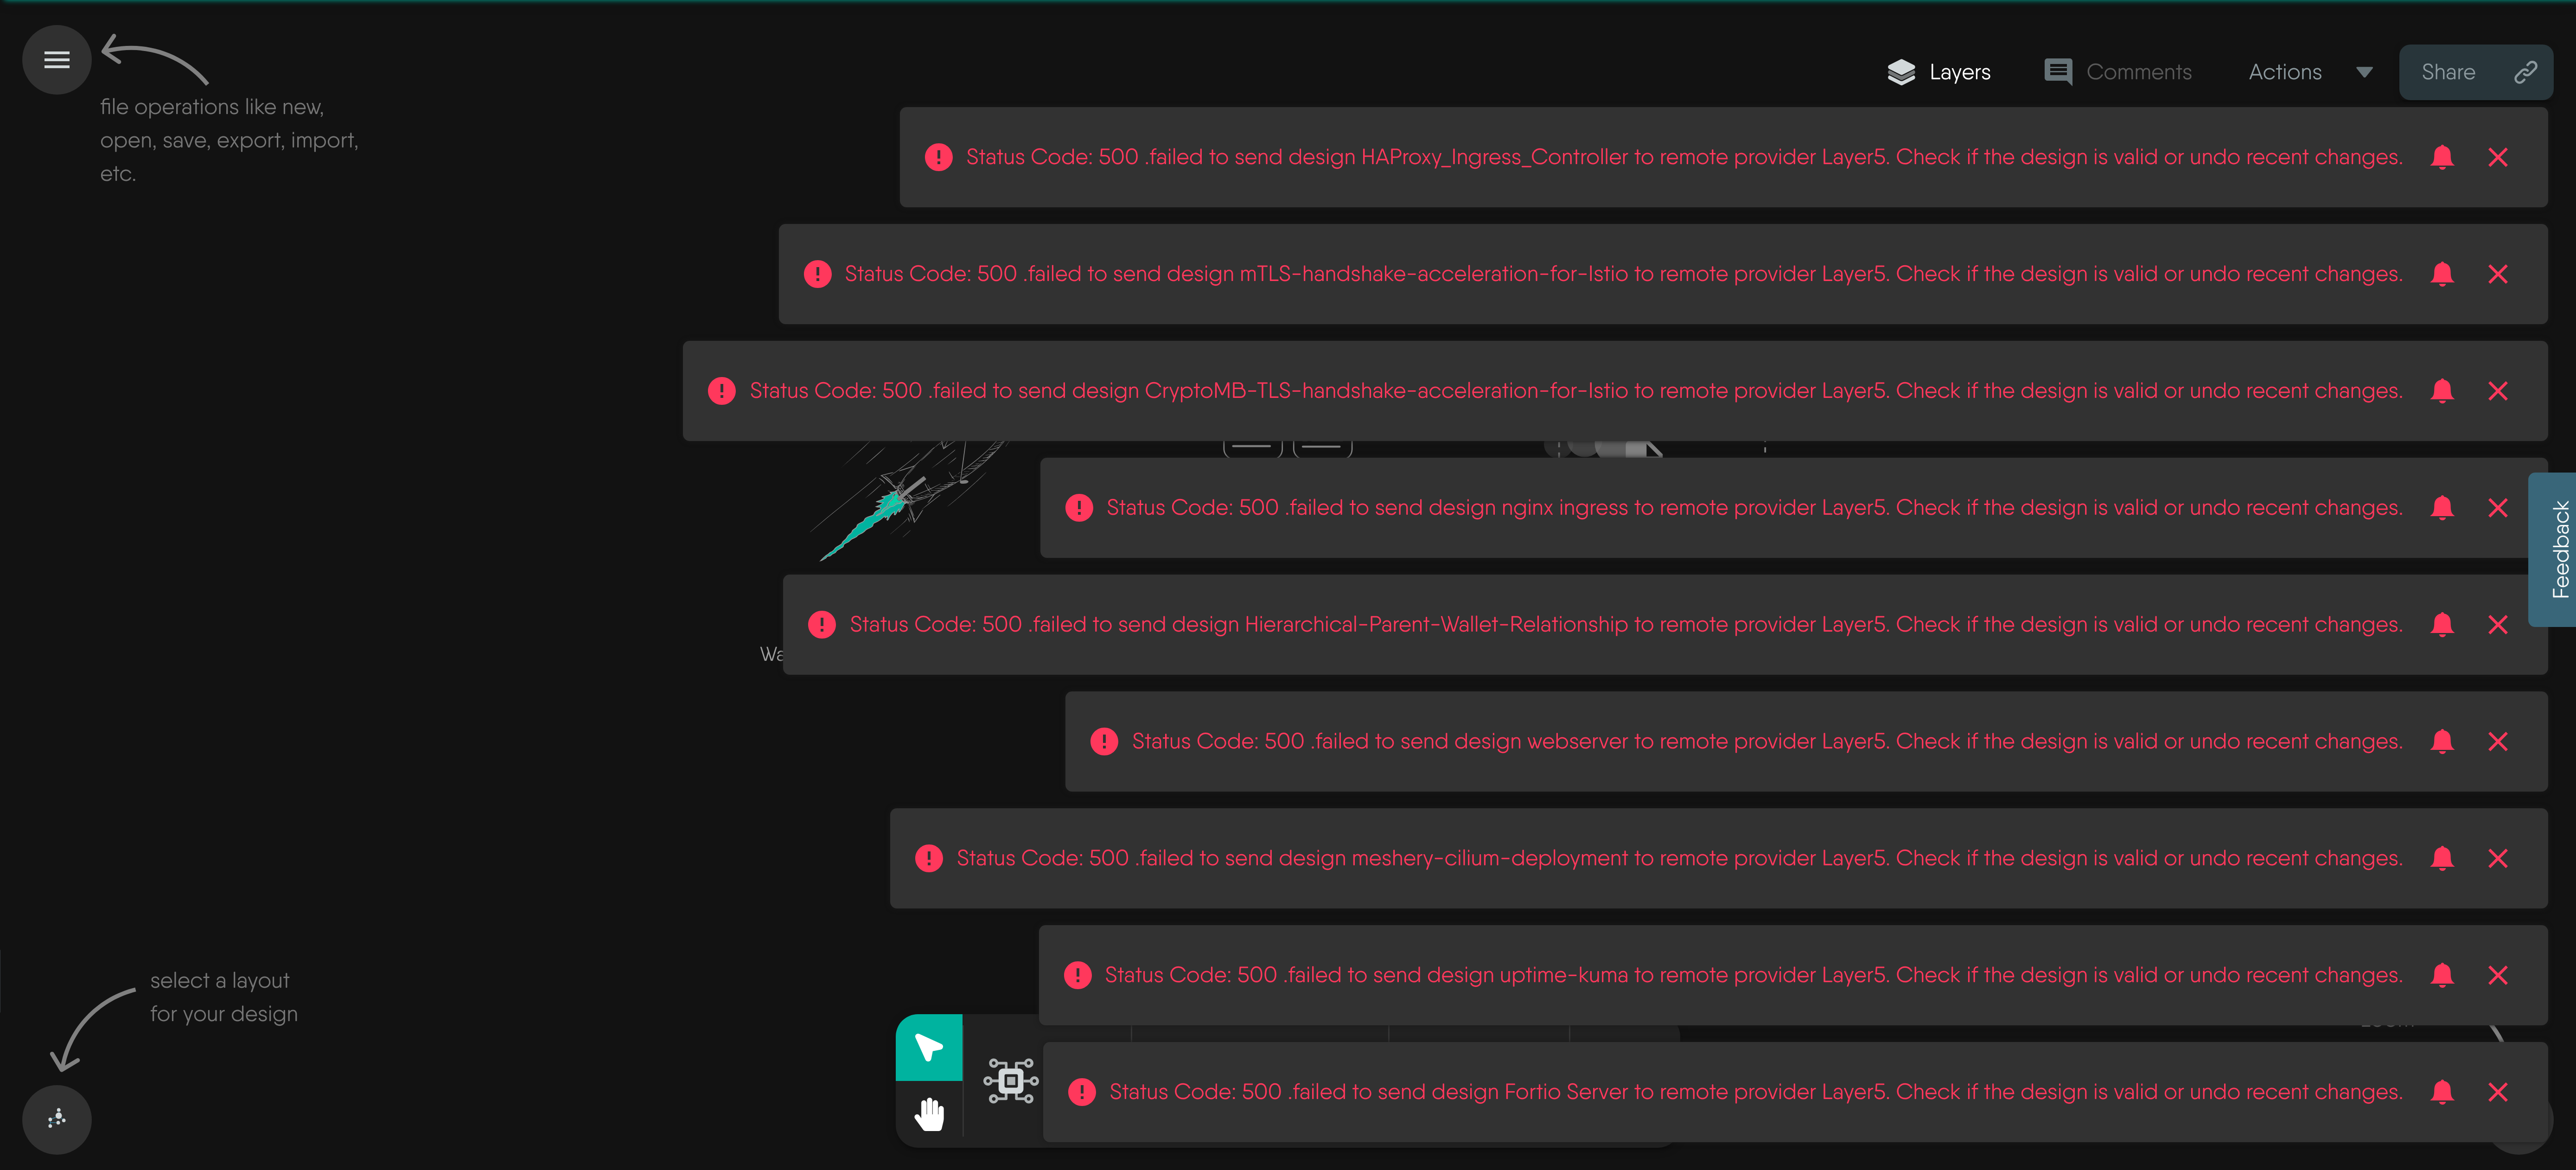 Layers
Comments
Actions
Share
file operations like new,
open, save, export, import,
etc.
Status Code: 500 .failed to send design HAProxy_Ingress_Controller to remote provider Layer5. Check if the design is valid or undo recent changes.
Status Code: 500 .failed to send design mTLS-handshake-acceleration-for-Istio to remote provider Layer5. Check if the design is valid or undo recent changes.
Status Code: 500 .failed to send design CryptoMB-TLS-handshake-acceleration-for-Istio to remote provider Layer5. Check if the design is valid or undo recent changes.
Status Code: 500 .failed to send design nginx ingress to remote provider Layer5. Check if the design is valid or undo recent changes.
Feedback
Status Code: 500 .failed to send design Hierarchical-Parent-Wallet-Relationship to remote provider Layer5. Check if the design is valid or undo recent changes.
Status Code: 500 .failed to send design webserver to remote provider Layer5. Check if the design is valid or undo recent changes.
Status Code: 500 .failed to send design meshery-cilium-deployment to remote provider Layer5. Check if the design is valid or undo recent changes.
Status Code: 500 .failed to send design uptime-kuma to remote provider Layer5. Check if the design is valid or undo recent changes.
select a layout
for your design
Status Code: 500 .failed to send design Fortio Server to remote provider Layer5. Check if the design is valid or undo recent changes.